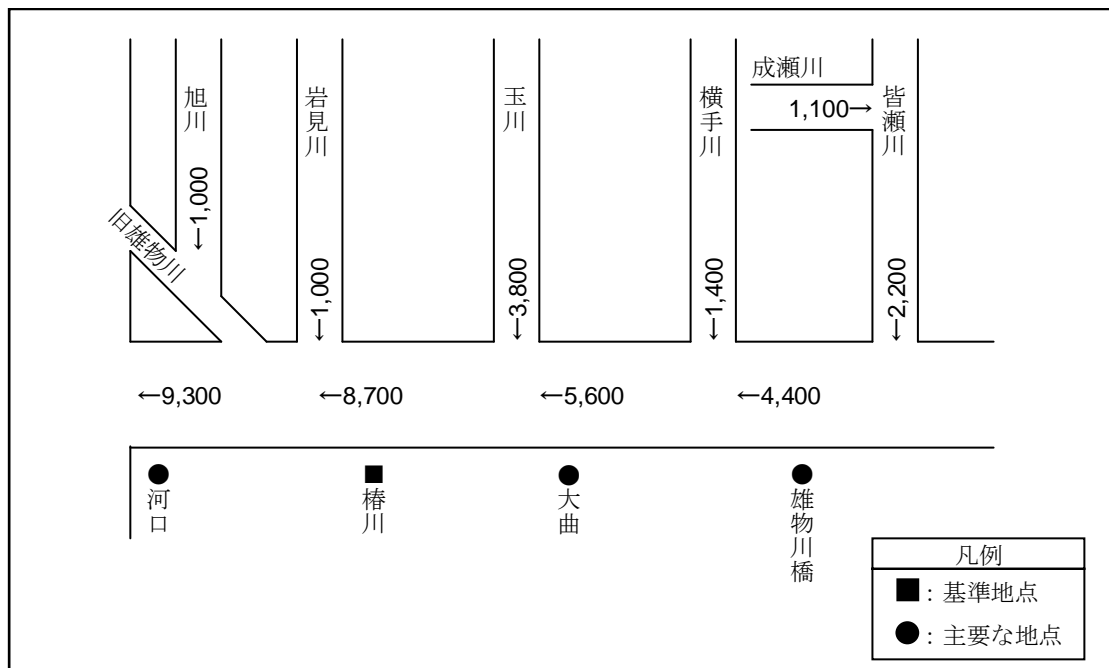 旭川
←1,000
旧雄物川
岩見川
←1,000
玉川
←3,800
横手川
←1,400
成瀬川
1,100→
皆瀬川
←2,200
←9,300
←8,700
←5,600
←4,400
●河口
■椿川
●大曲
●雄物川橋
凡例
■：基準地点
●：主要な地点